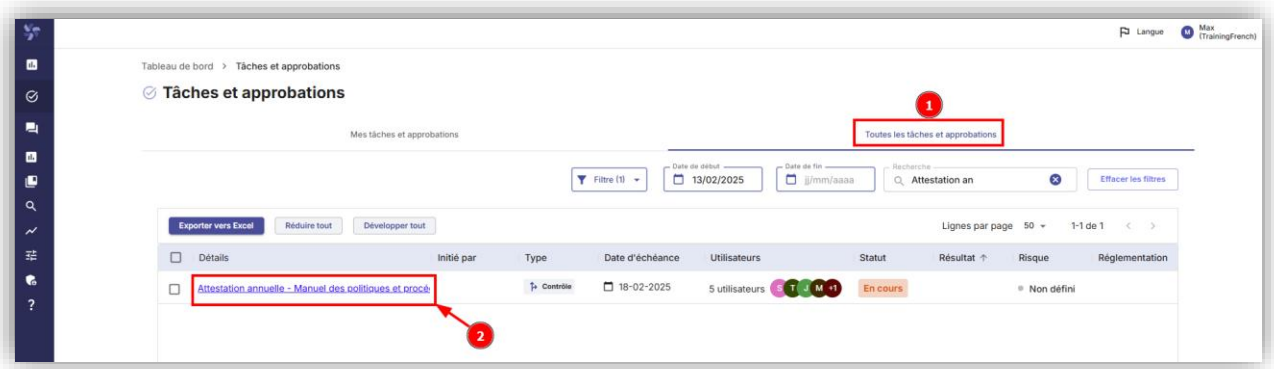 Langue
M
Max
(TrainingFrench)
Tableau de bord > Tâches et approbations
Tâches et approbations
1
Mes tâches et approbations
Toutes les tâches et approbations
Filtre (1)
Date de début
13/02/2025
Date de fin
jj/mm/aaaa
Recherche
Attestation an
Effacer les filtres
Exporter vers Excel
Réduire tout
Développer tout
Lignes par page 50
1-1 de 1
Détails
Initié par
Type
Date d'échéance
Utilisateurs
Statut
Résultat ↑
Risque
Réglementation
Attestation annuelle - Manuel des politiques et procé
Contrôle
18-02-2025
5 utilisateurs
S T J M +1
En cours
Non défini
?
2